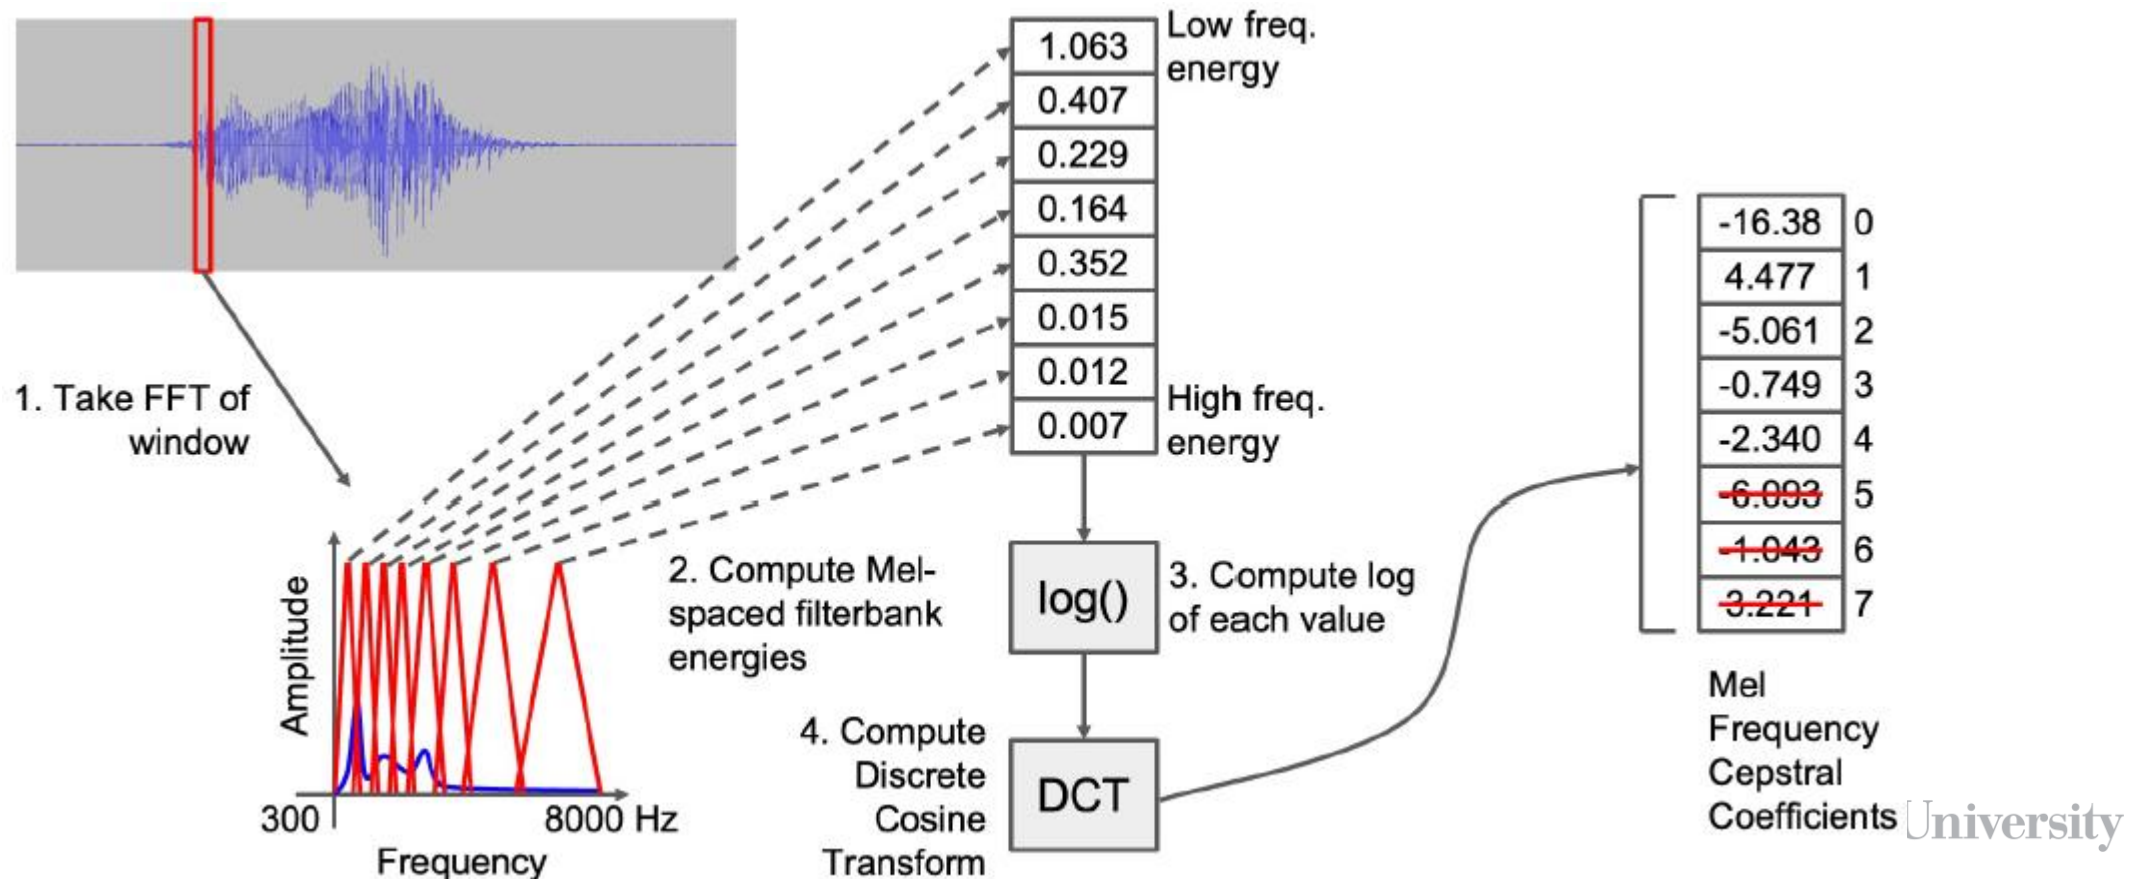 1. Take FFT of
window
Amplitude
300
8000 Hz
Frequency
2. Compute Mel-
spaced filterbank
energies
1.063
0.407
0.229
0.164
0.352
0.015
0.012
0.007
Low freq.
energy
High freq.
energy
log()
3. Compute log
of each value
4. Compute
Discrete
Cosine
Transform
DCT
-16.38 0
4.477 1
-5.061 2
-0.749 3
-2.340 4
-6.093 5
-1.043 6
3.221 7
Mel
Frequency
Cepstral
Coefficients
University